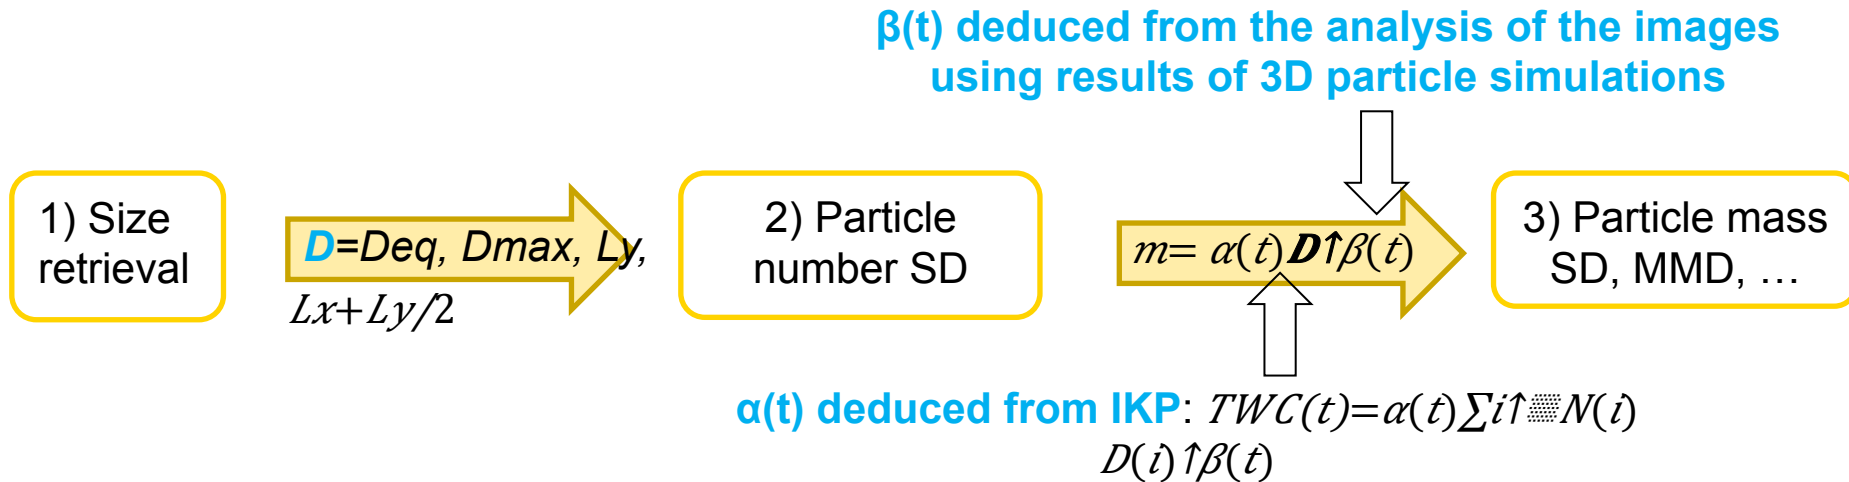 β(t) deduced from the analysis of the images
using results of 3D particle simulations
1) Size
retrieval
D=Deq, Dmax, Ly,
Lx+Ly/2
2) Particle
number SD
m= α(t)D↑β(t)
3) Particle mass
SD, MMD, …
α(t) deduced from IKP: TWC(t)=α(t)∑i↑▒N(i)
D(i)↑β(t)